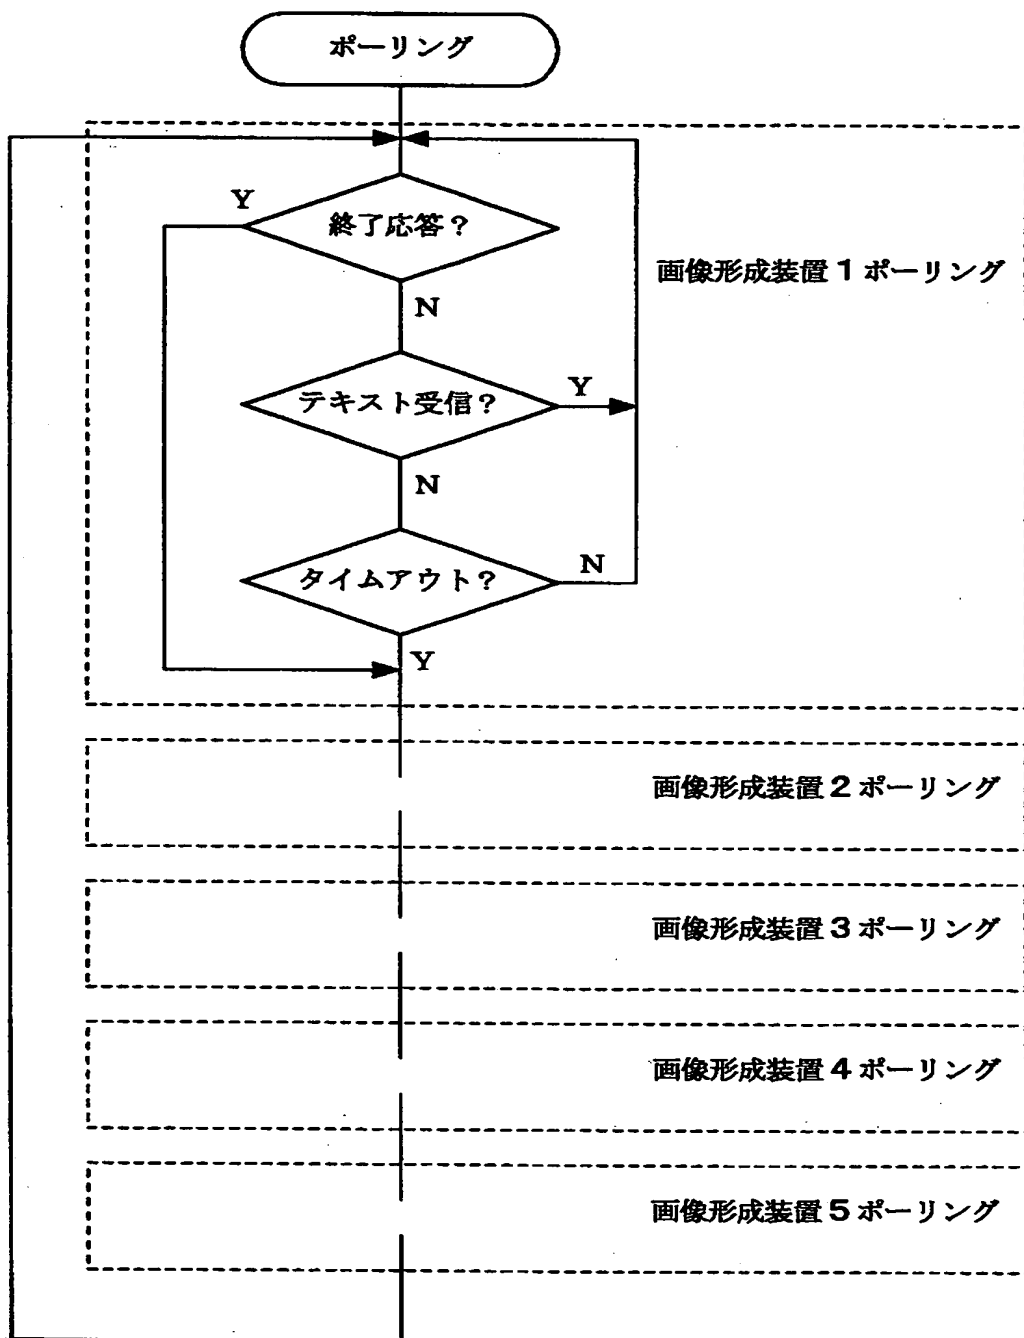 ポーリング
Y
終了応答?
画像形成装置1ポーリング
N
テキスト受信?
Y
N
タイムアウト?
N
Y
画像形成装置2ポーリング
画像形成装置3ポーリング
画像形成装置4ポーリング
画像形成装置5ポーリング